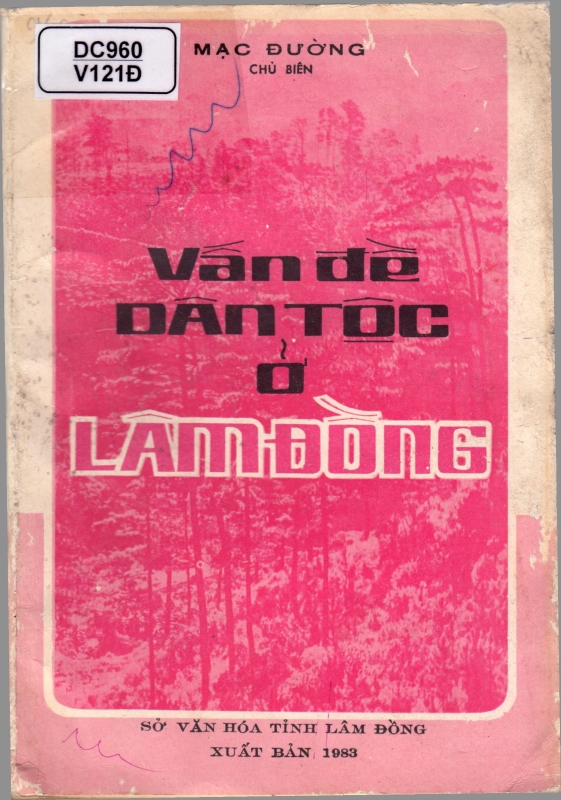 DC960
V121Đ
MẠC ĐƯỜNG
CHỦ BIÊN
Vấn đề
DÂN TỘC
Ở
LÂM ĐỒNG
SỞ VĂN HÓA TỈNH LÂM ĐỒNG
XUẤT BẢN 1983